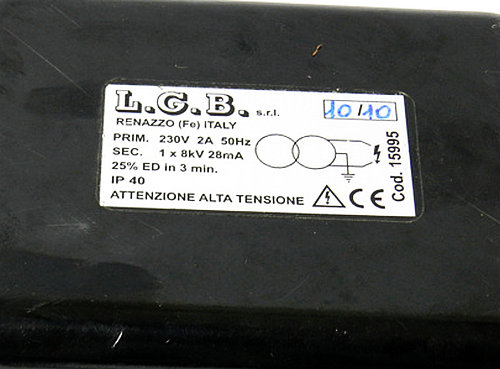 L.G.B. s.r.l. 10/10
RENAZZO (Fe) ITALY
PRIM. 230V 2A 50Hz
SEC. 1 x 8kV 28mA
25% ED in 3 min.
IP 40
ATTENZIONE ALTA TENSIONE CE
Cod. 15995